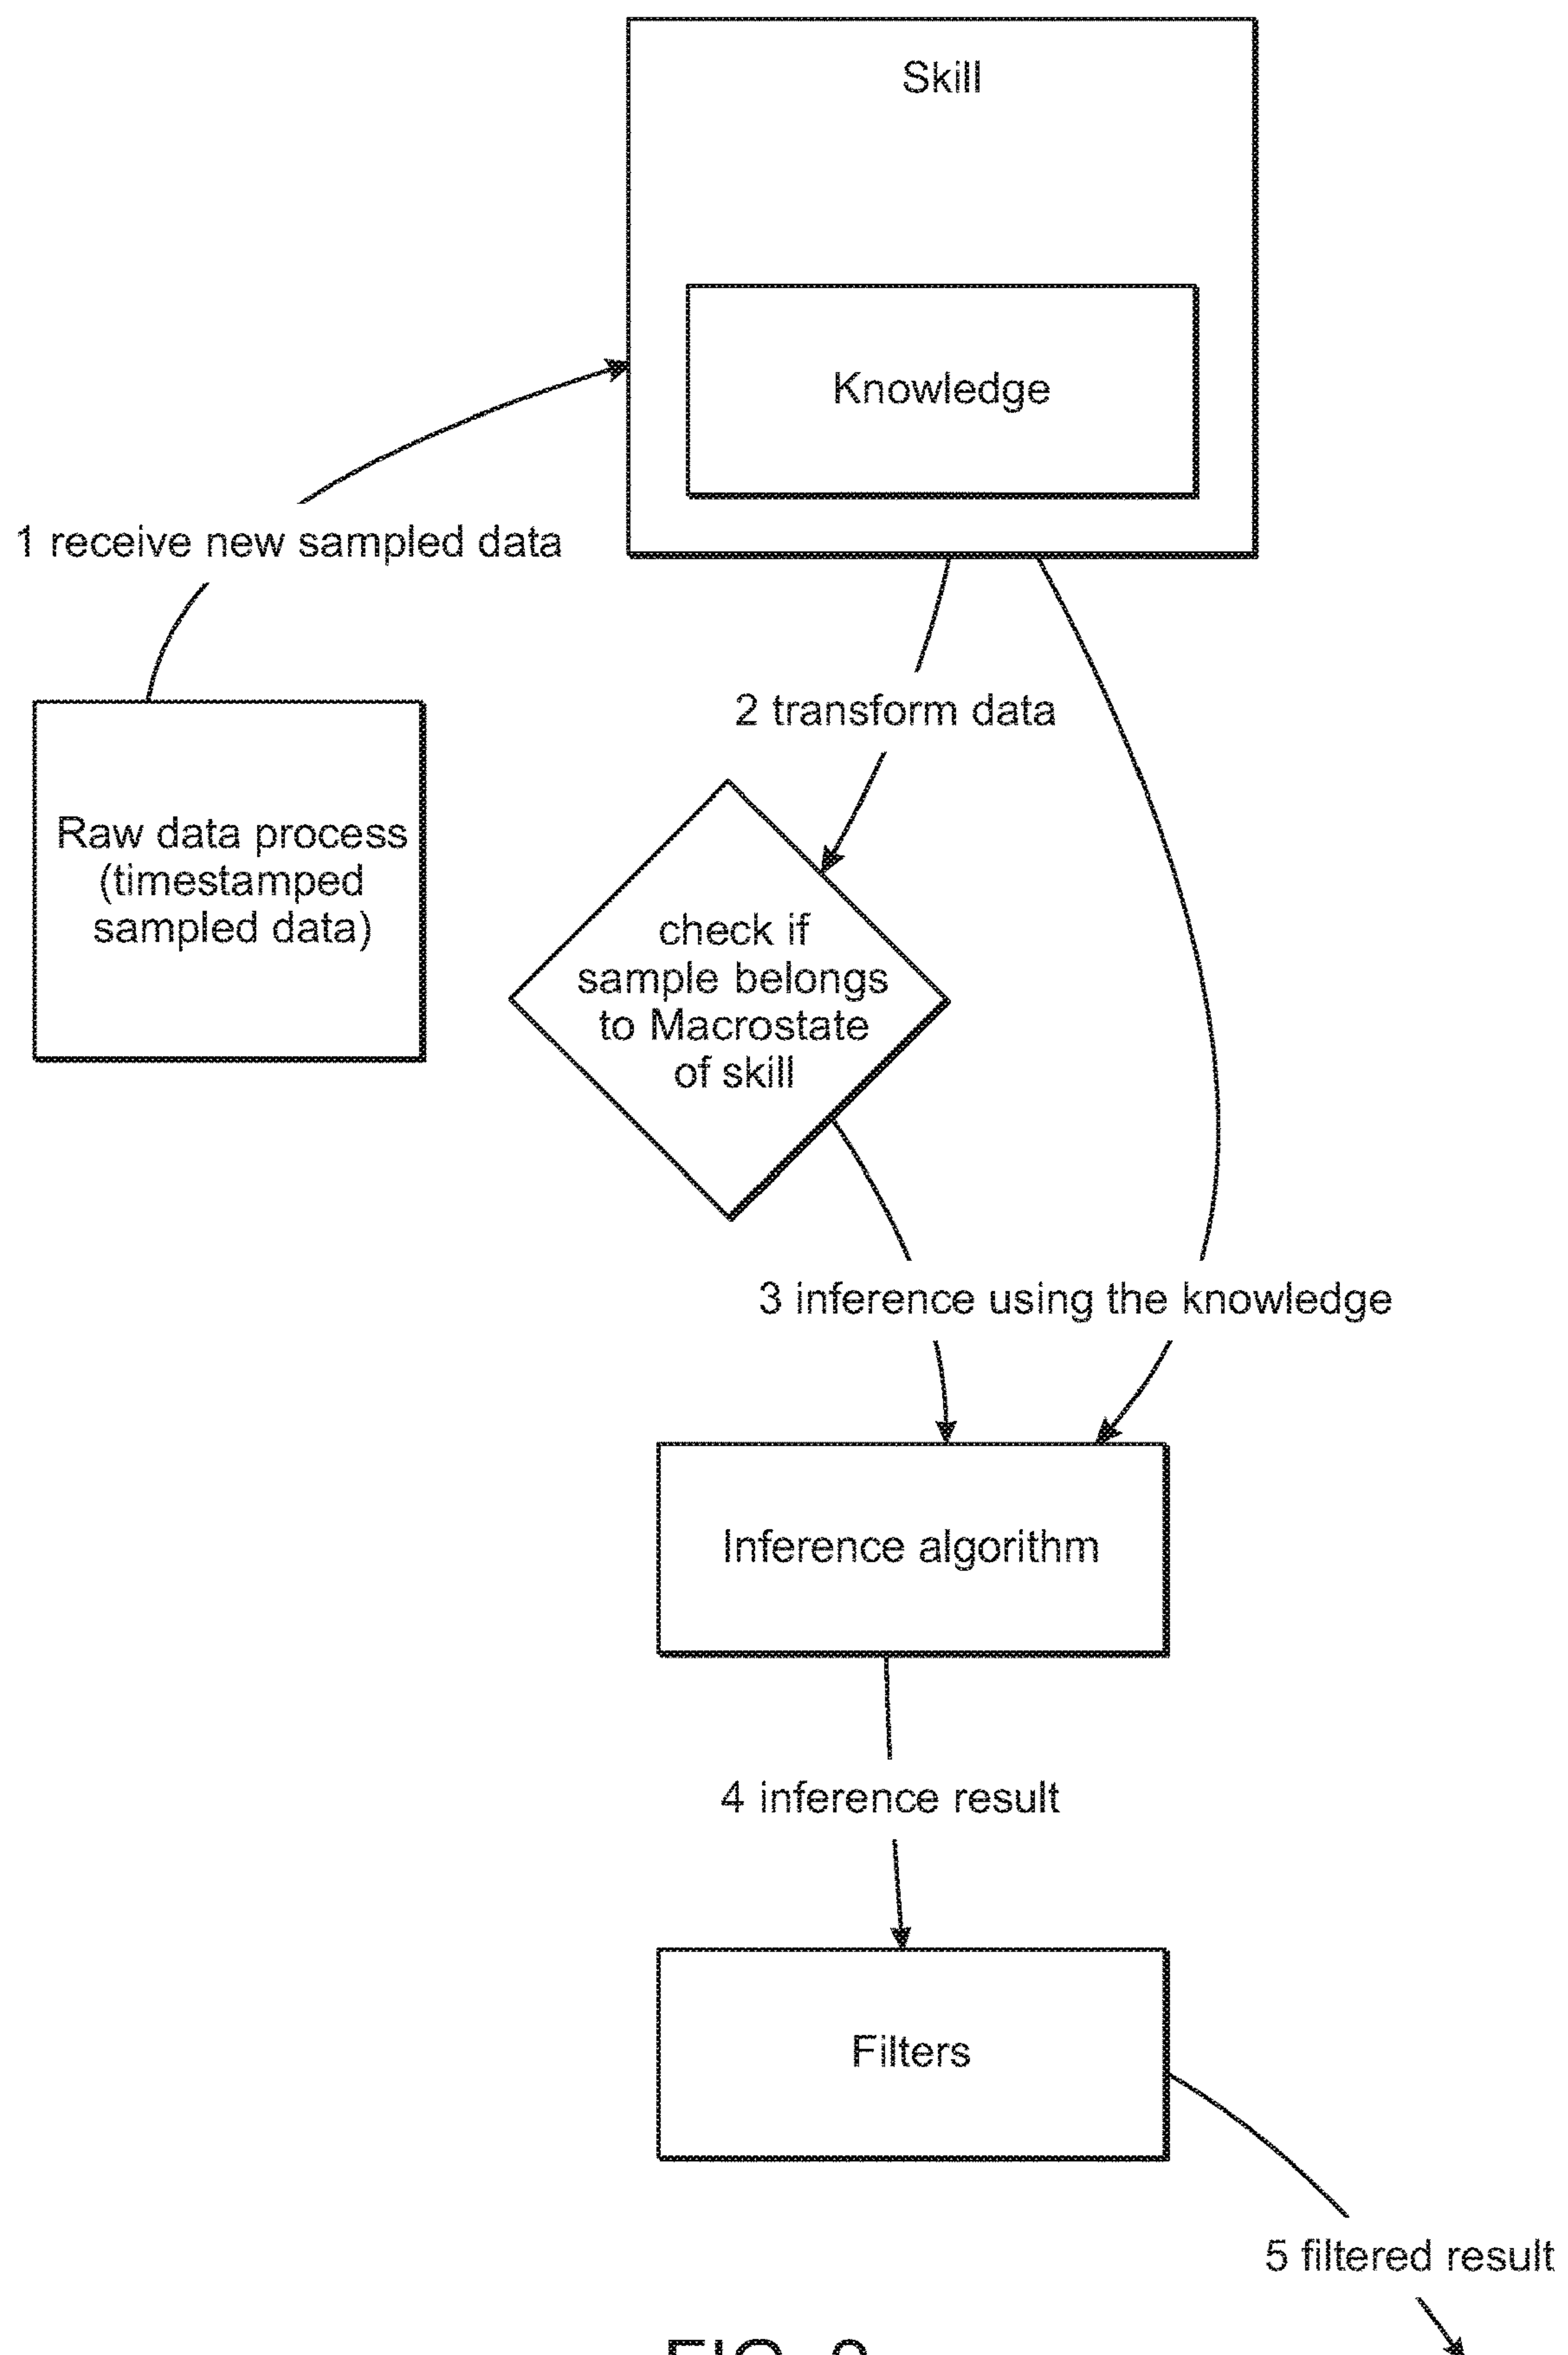 Skill
Knowledge
1 receive new sampled data
2 transform data
Raw data process
(timestamped
sampled data)
check if
sample belongs
to Macrostate
of skill
3 inference using the knowledge
Inference algorithm
4 inference result
Filters
5 filtered result
FIG.